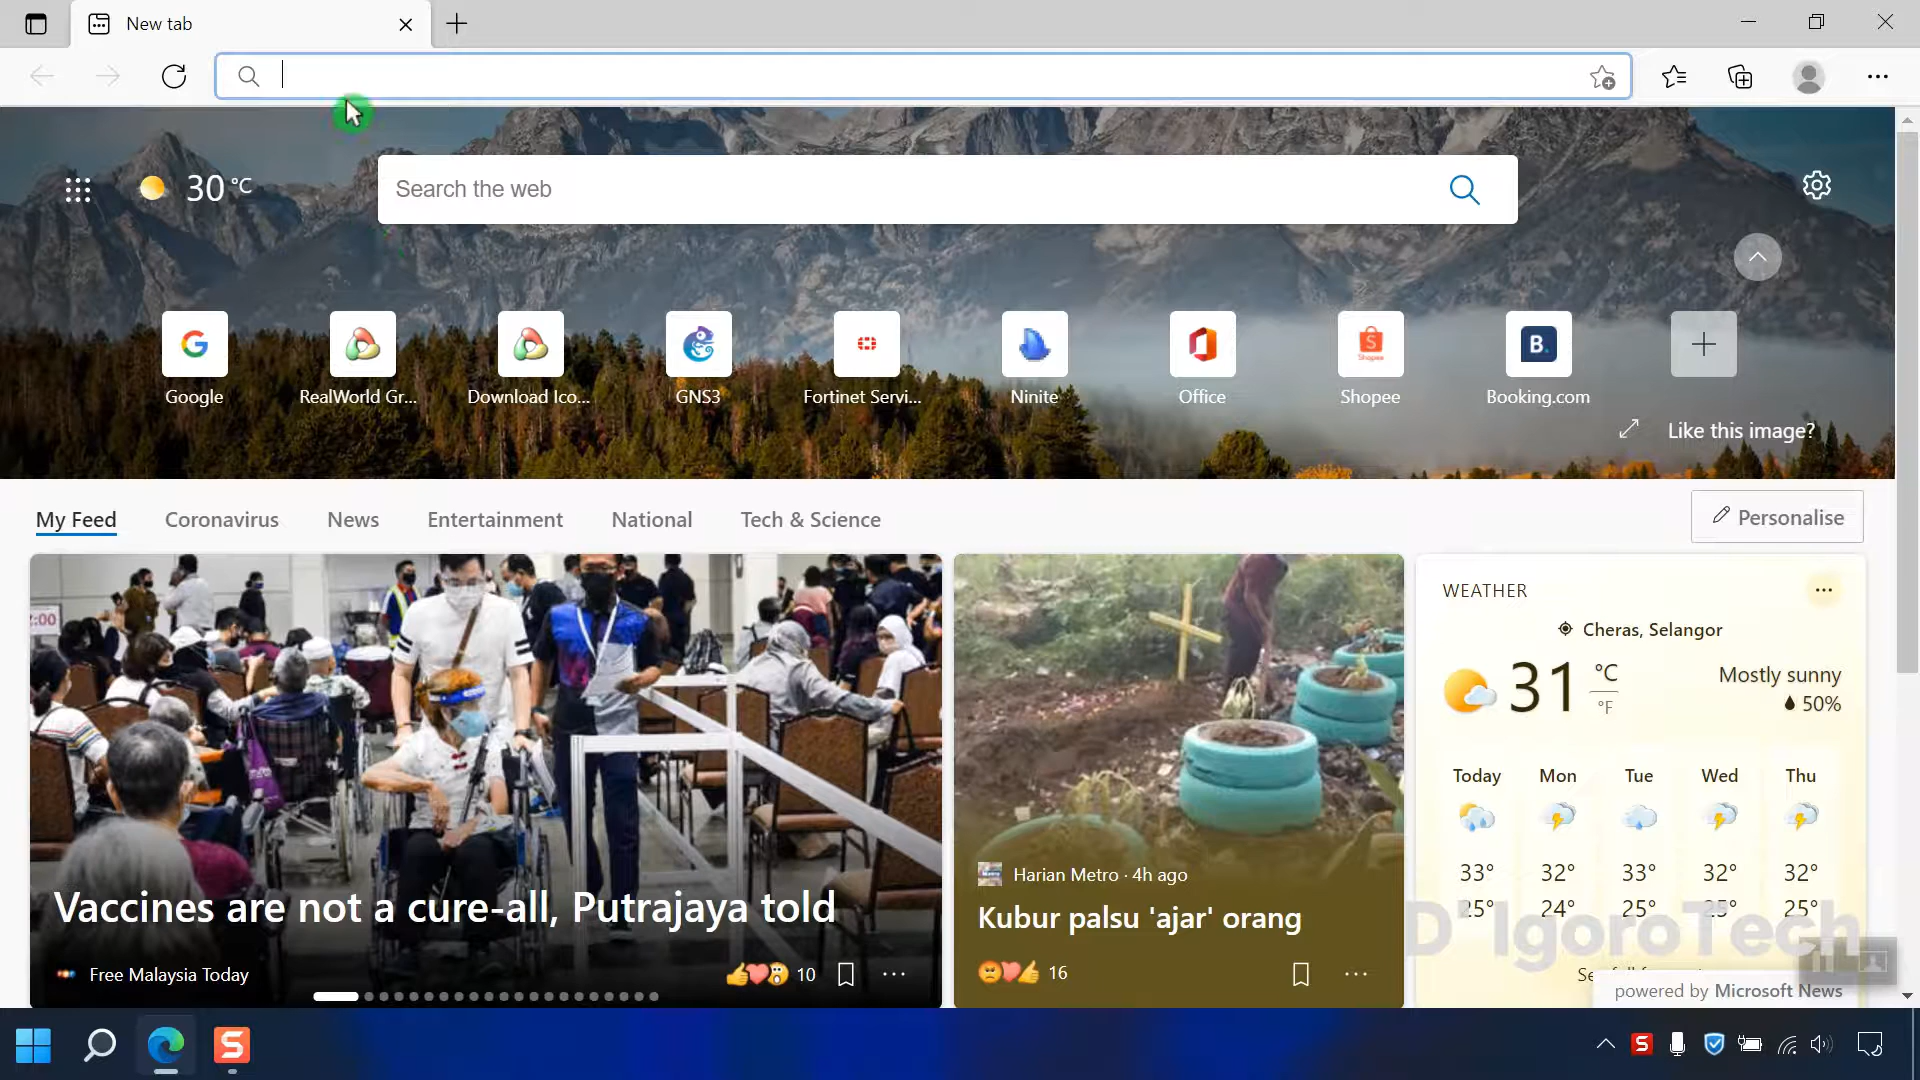 New tab
30 °C
Search the web
Google
RealWorld Gr...
Download Ico...
GNS3
Fortinet Servi...
Ninite
Office
Shopee
Booking.com
Like this image?
My Feed
Coronavirus
News
Entertainment
National
Tech & Science
Personalise
Vaccines are not a cure-all, Putrajaya told
Free Malaysia Today
10
Harian Metro · 4h ago
Kubur palsu 'ajar' orang
16
WEATHER
Cheras, Selangor
31 °C
°F
Mostly sunny
50%
Today Mon Tue Wed Thu
33° 32° 33° 32° 32°
25° 24° 25° 25° 25°
D'IgoroTech
powered by Microsoft News